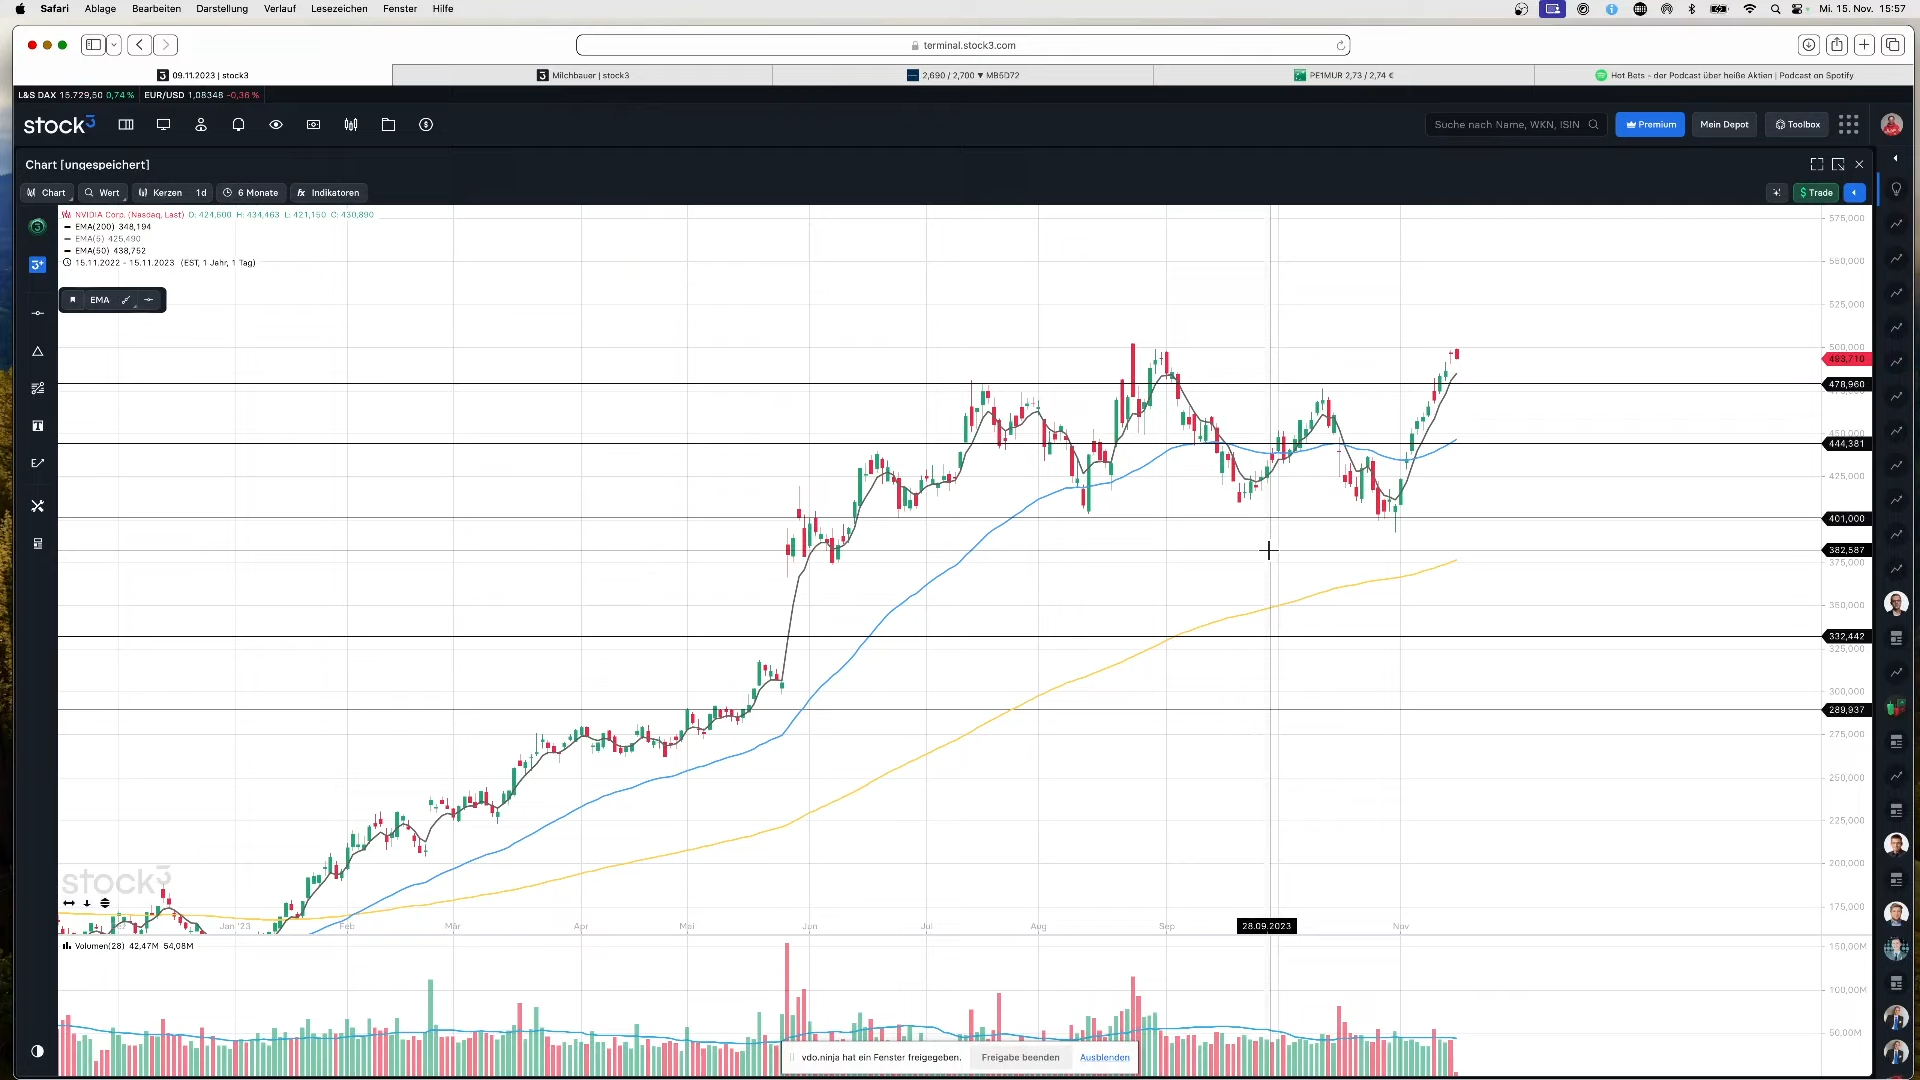 Safari Ablage Bearbeiten Darstellung Verlauf Lesezeichen Fenster Hilfe Mi. 15. Nov. 15:57
terminal.stock3.com
09.11.2023 | stock3 Milchbauer | stock3 2,690 / 2,700 ▼ MB5D72 PE1MUR 2,73 / 2,74 € Hot Bets - der Podcast über heiße Aktien | Podcast on Spotify
L&S DAX 15.729,50 0,74 % EUR/USD 1,08348 -0,36 %
stock3 Suche nach Name, WKN, ISIN Premium Mein Depot Toolbox
Chart [ungespeichert]
Chart Wert Kerzen 1d 6 Monate fx Indikatoren $ Trade
NVIDIA Corp. (Nasdaq, Last) O: 424,600 H: 434,463 L: 421,150 C: 430,890
575,000
EMA(200) 348,194
EMA(5) 425,490
EMA(50) 438,752
15.11.2022 - 15.11.2023 (EST, 1 Jahr, 1 Tag)
550,000
EMA
525,000
500,000
493,710
478,960
450,000
444,381
425,000
401,000
382,587
375,000
350,000
332,442
325,000
300,000
289,937
275,000
250,000
225,000
200,000
stock3
175,000
Jan '23 Feb Mär Apr Mai Jun Jul Aug Sep 28.09.2023 Nov
Volumen(28) 42,47M 54,08M
150,00M
100,00M
50,00M
vdo.ninja hat ein Fenster freigegeben. Freigabe beenden Ausblenden